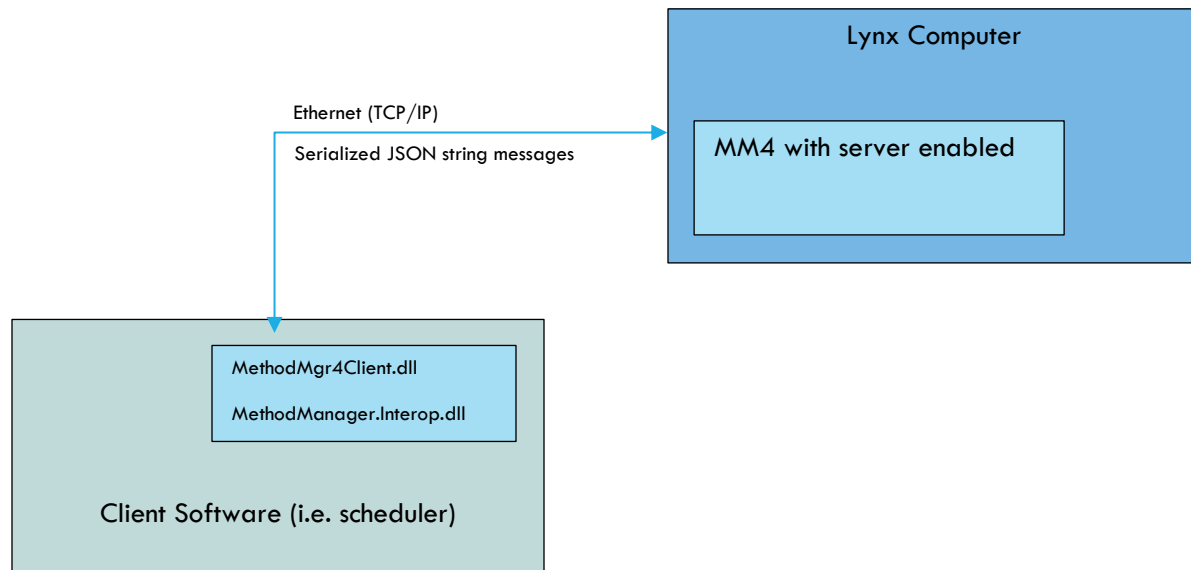 Lynx Computer
Ethernet (TCP/IP)
Serialized JSON string messages
MM4 with server enabled
MethodMgr4Client.dll
MethodManager.Interop.dll
Client Software (i.e. scheduler)